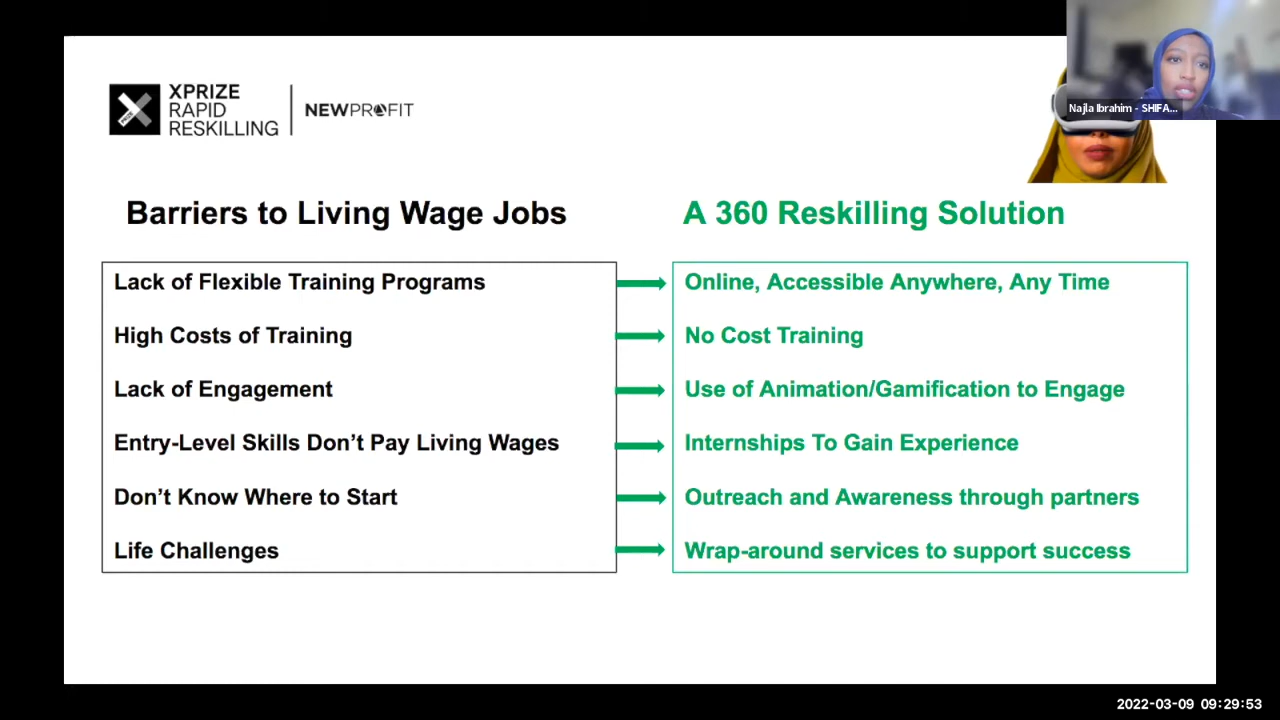 XPRIZE
RAPID
RESKILLING
NEWPROFIT
Najla Ibrahim - SHIFA...
Barriers to Living Wage Jobs
A 360 Reskilling Solution
Lack of Flexible Training Programs
Online, Accessible Anywhere, Any Time
High Costs of Training
No Cost Training
Lack of Engagement
Use of Animation/Gamification to Engage
Entry-Level Skills Don’t Pay Living Wages
Internships To Gain Experience
Don’t Know Where to Start
Outreach and Awareness through partners
Life Challenges
Wrap-around services to support success
2022-03-09 09:29:53